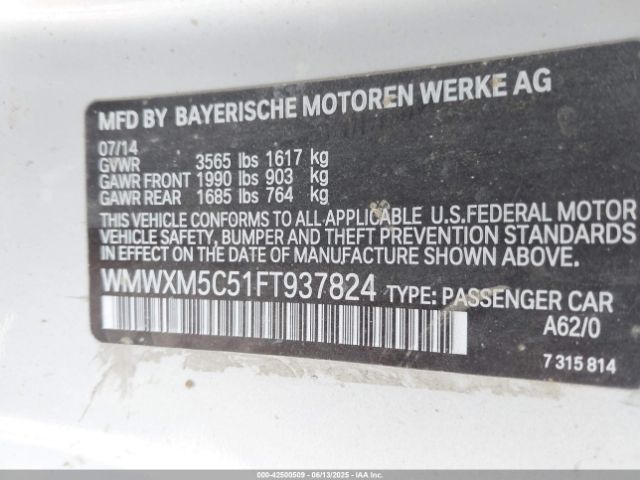 MFD BY BAYERISCHE MOTOREN WERKE AG
07/14
GVWR 3565 lbs 1617 kg
GAWR FRONT 1990 lbs 903 kg
GAWR REAR 1685 lbs 764 kg
THIS VEHICLE CONFORMS TO ALL APPLICABLE U.S.FEDERAL MOTOR
VEHICLE SAFETY, BUMPER AND THEFT PREVENTION STANDARDS
IN EFFECT ON THE DATE OF MANUFACTURE SHOWN ABOVE.
WMWXM5C51FT937824 TYPE: PASSENGER CAR
A62/0
7 315 814
000-42500509 - 06/13/2025 - COPYRIGHT IAA, LLC.